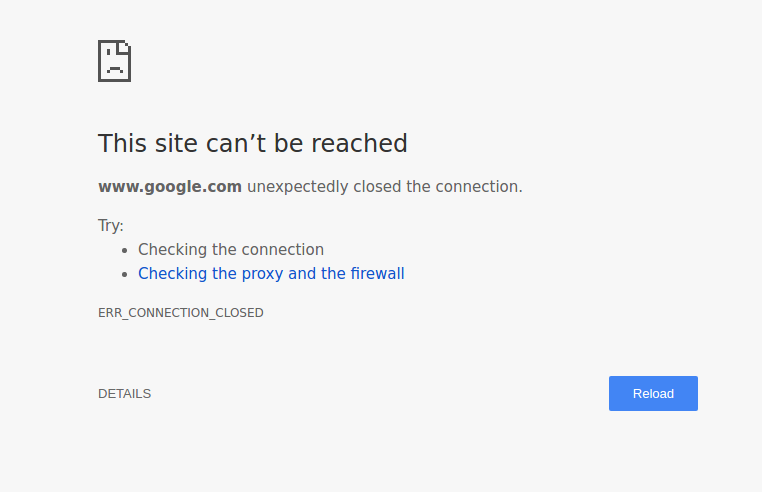 This site can’t be reached
www.google.com unexpectedly closed the connection.
Try:
Checking the connection
Checking the proxy and the firewall
ERR_CONNECTION_CLOSED
DETAILS
Reload